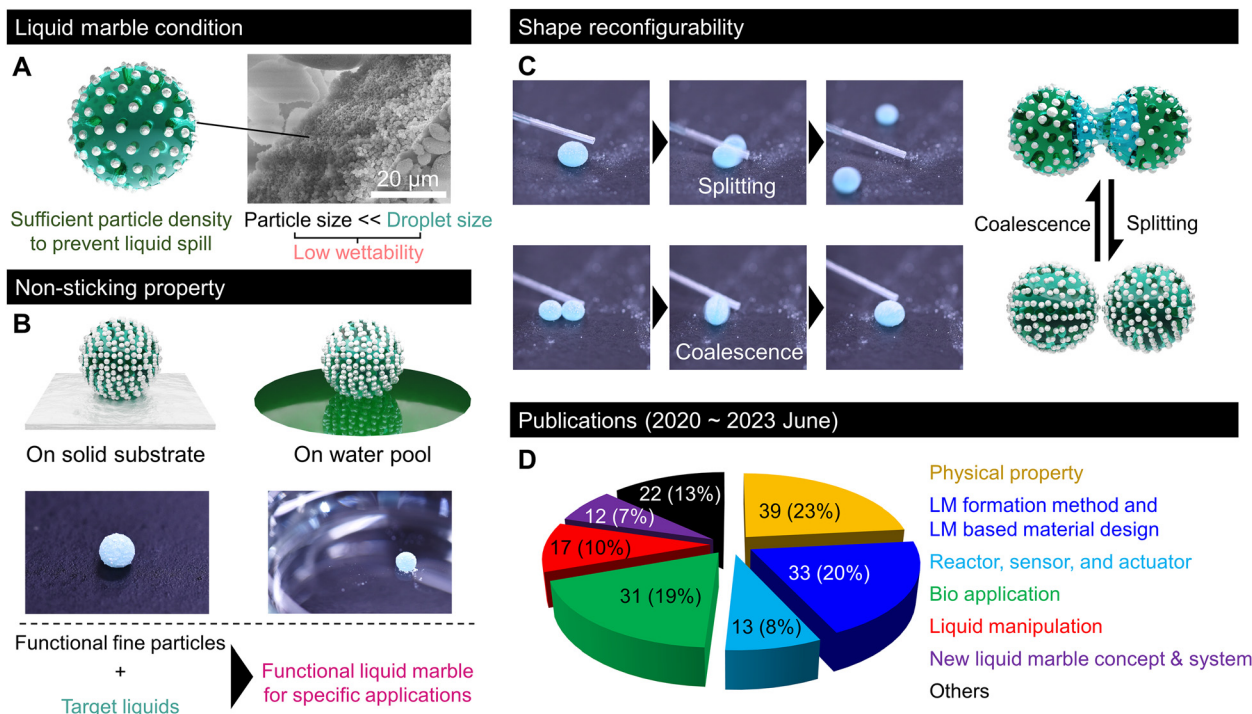 Liquid marble condition
A
20 μm
Sufficient particle density
to prevent liquid spill
Particle size << Droplet size
Low wettability
Non-sticking property
B
On solid substrate
On water pool
Functional fine particles
+
Target liquids
Functional liquid marble
for specific applications
Shape reconfigurability
C
Splitting
Coalescence
Coalescence
Splitting
Publications (2020 ~ 2023 June)
D
22 (13%)
39 (23%)
12 (7%)
17 (10%)
33 (20%)
31 (19%)
13 (8%)
Physical property
LM formation method and
LM based material design
Reactor, sensor, and actuator
Bio application
Liquid manipulation
New liquid marble concept & system
Others